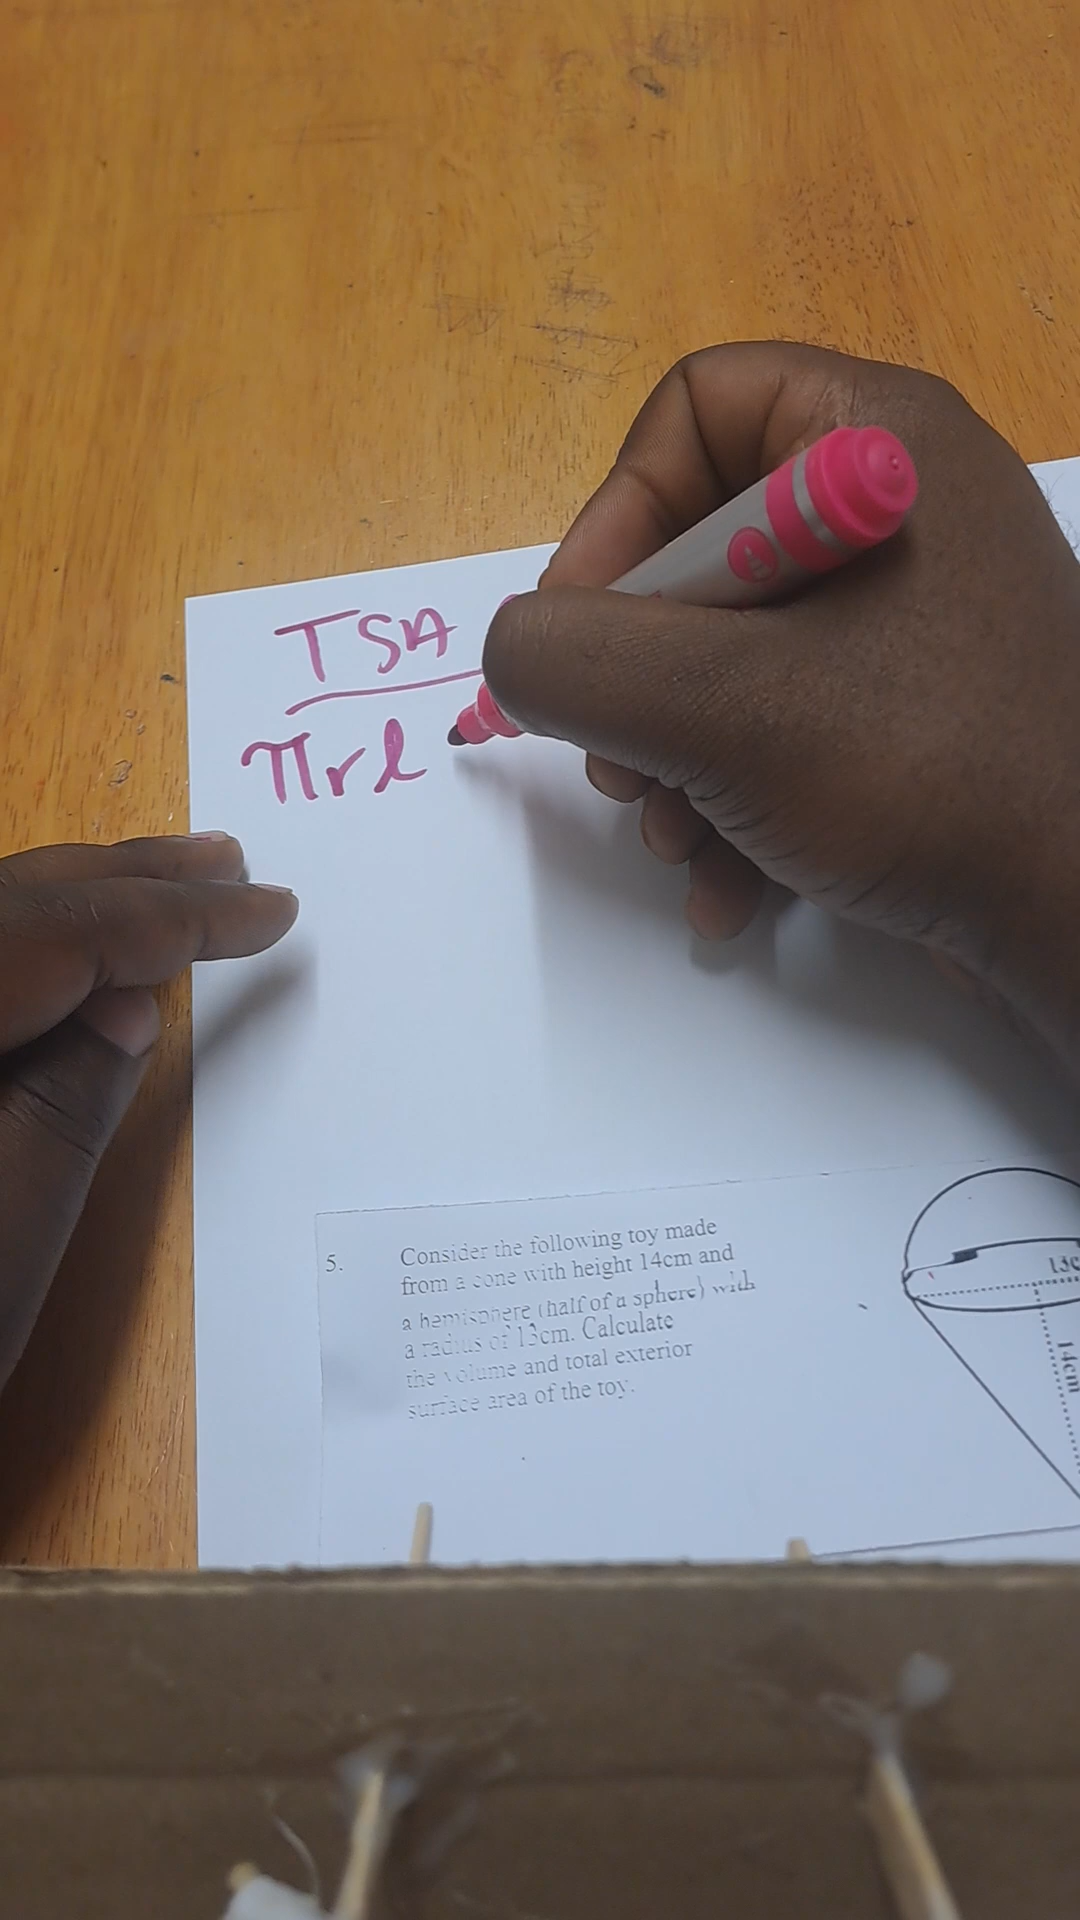 TSA
πrl
5. Consider the following toy made
from a cone with height 14cm and
a hemisphere (half of a sphere) with
a radius of 13cm. Calculate
the volume and total exterior
surface area of the toy.
14cm